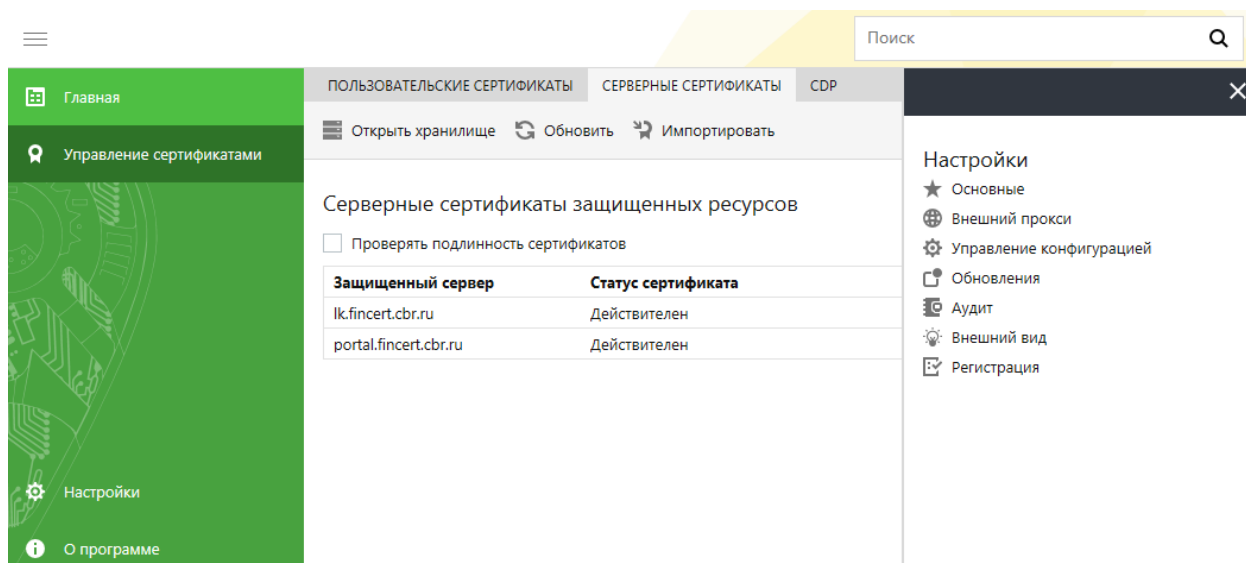 Поиск
Главная
Управление сертификатами
Настройки
О программе
ПОЛЬЗОВАТЕЛЬСКИЕ СЕРТИФИКАТЫ СЕРВЕРНЫЕ СЕРТИФИКАТЫ CDP
Открыть хранилище Обновить Импортировать
Серверные сертификаты защищенных ресурсов
Проверять подлинность сертификатов
Защищенный сервер Статус сертификата
lk.fincert.cbr.ru Действителен
portal.fincert.cbr.ru Действителен
Настройки
Основные
Внешний прокси
Управление конфигурацией
Обновления
Аудит
Внешний вид
Регистрация